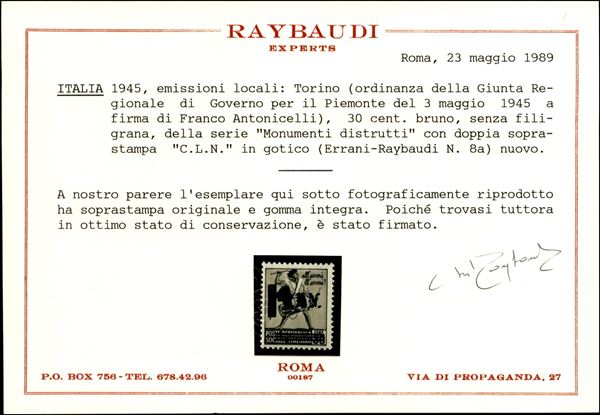 RAYBAUDI
EXPERTS
Roma, 23 maggio 1989
ITALIA 1945, emissioni locali: Torino (ordinanza della Giunta Re-
gionale di Governo per il Piemonte del 3 maggio 1945 a
firma di Franco Antonicelli), 30 cent. bruno, senza fili-
grana, della serie "Monumenti distrutti" con doppia sopra-
stampa "C.L.N." in gotico (Errani-Raybaudi N. 8a) nuovo.
A nostro parere l'esemplare qui sotto fotograficamente riprodotto
ha soprastampa originale e gomma integra. Poiché trovasi tuttora
in ottimo stato di conservazione, è stato firmato.
all'armi
all'armi!
ROMA
00187
P.O. BOX 756 - TEL. 678.42.96
VIA DI PROPAGANDA, 27